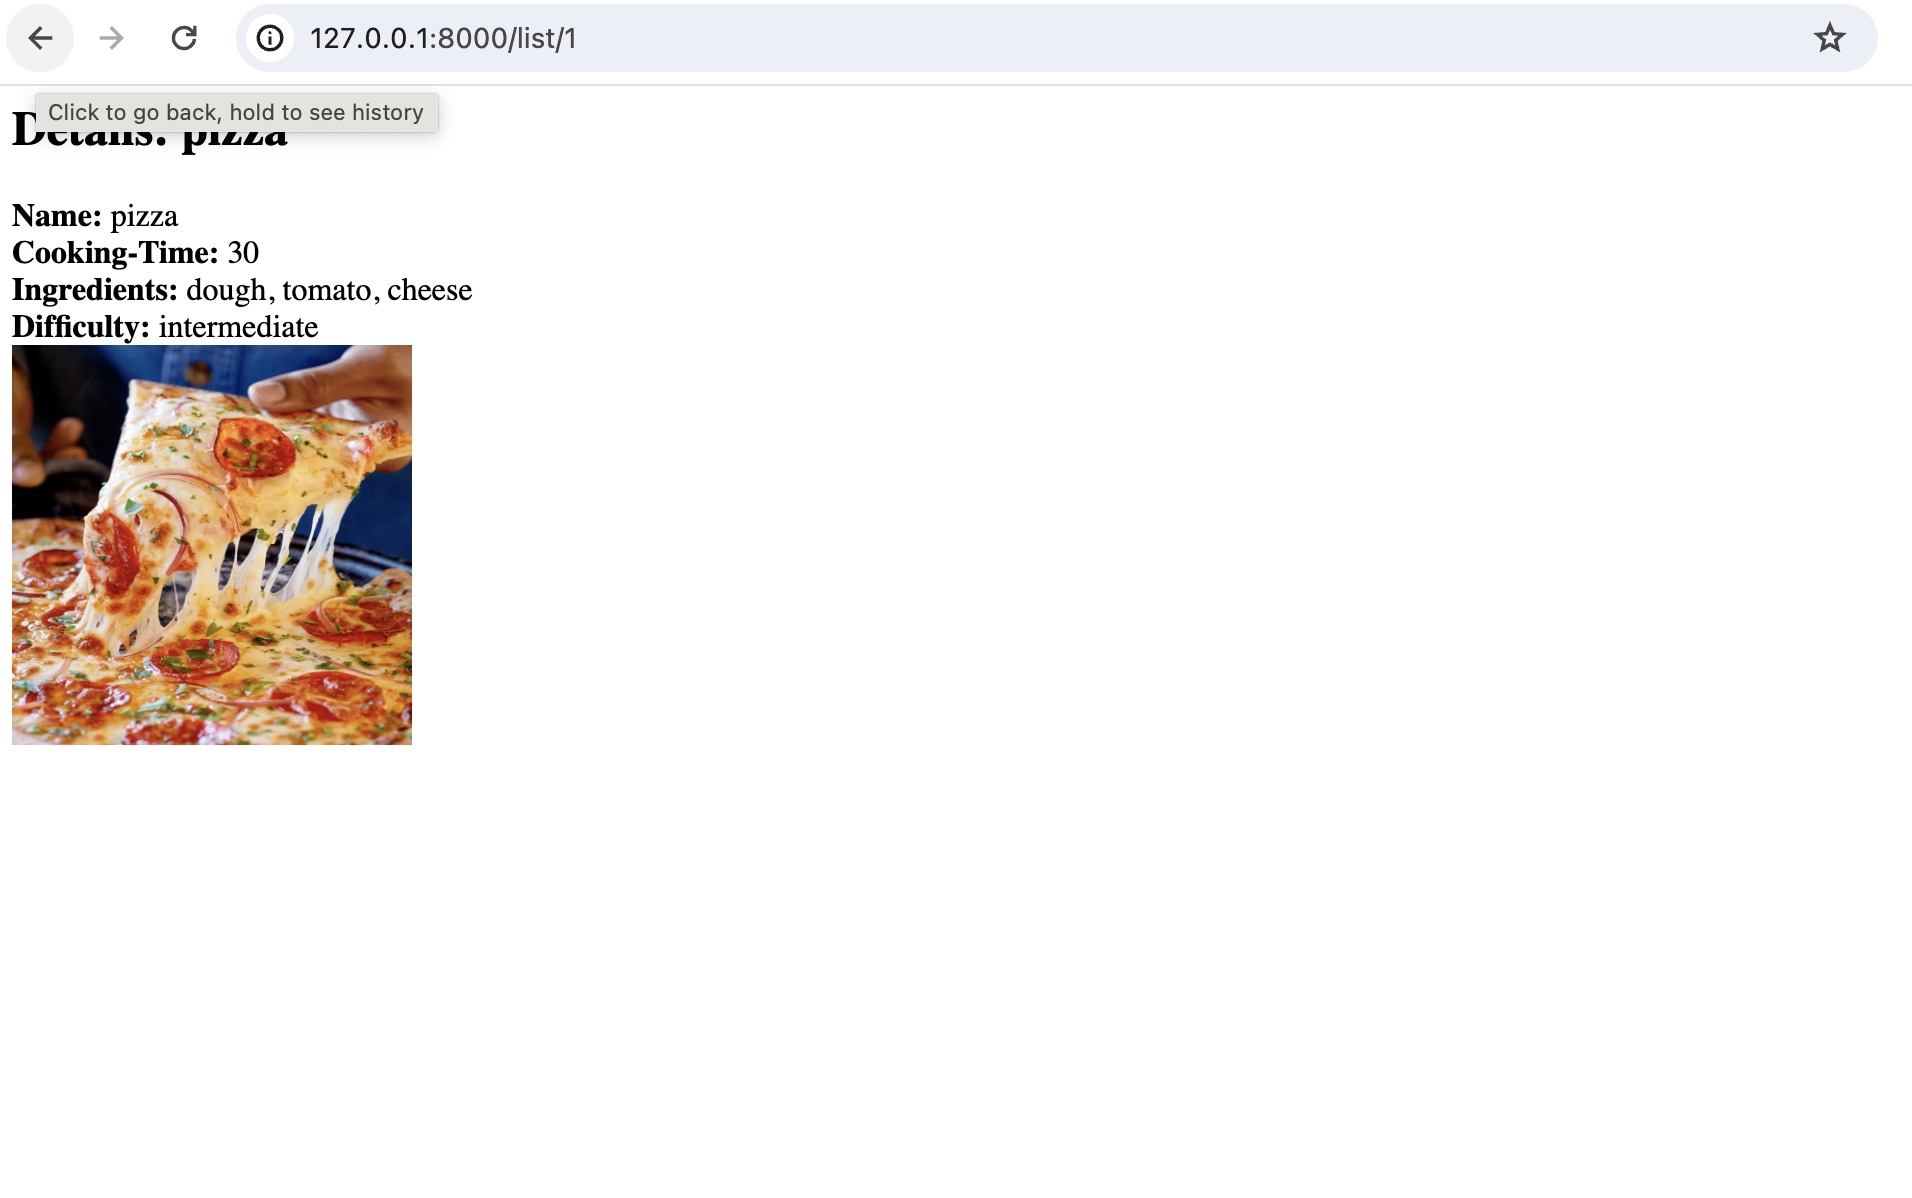 127.0.0.1:8000/list/1
Click to go back, hold to see history
Details: pizza
Name: pizza
Cooking-Time: 30
Ingredients: dough, tomato, cheese
Difficulty: intermediate